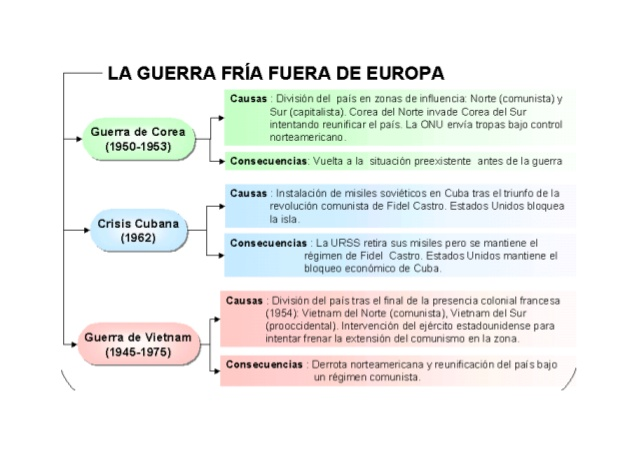 LA GUERRA FRÍA FUERA DE EUROPA
Guerra de Corea
(1950-1953)
Causas : División del país en zonas de influencia: Norte (comunista) y
Sur (capitalista). Corea del Norte invade Corea del Sur
intentando reunificar el país. La ONU envía tropas bajo control
norteamericano.
Consecuencias: Vuelta a la situación preexistente antes de la guerra
Crisis Cubana
(1962)
Causas : Instalación de misiles soviéticos en Cuba tras el triunfo de la
revolución comunista de Fidel Castro. Estados Unidos bloquea
la isla.
Consecuencias : La URSS retira sus misiles pero se mantiene el
régimen de Fidel Castro. Estados Unidos mantiene el
bloqueo económico de Cuba.
Guerra de Vietnam
(1945-1975)
Causas : División del país tras el final de la presencia colonial francesa
(1954): Vietnam del Norte (comunista), Vietnam del Sur
(prooccidental). Intervención del ejército estadounidense para
intentar frenar la extensión del comunismo en la zona.
Consecuencias : Derrota norteamericana y reunificación del país bajo
un régimen comunista.